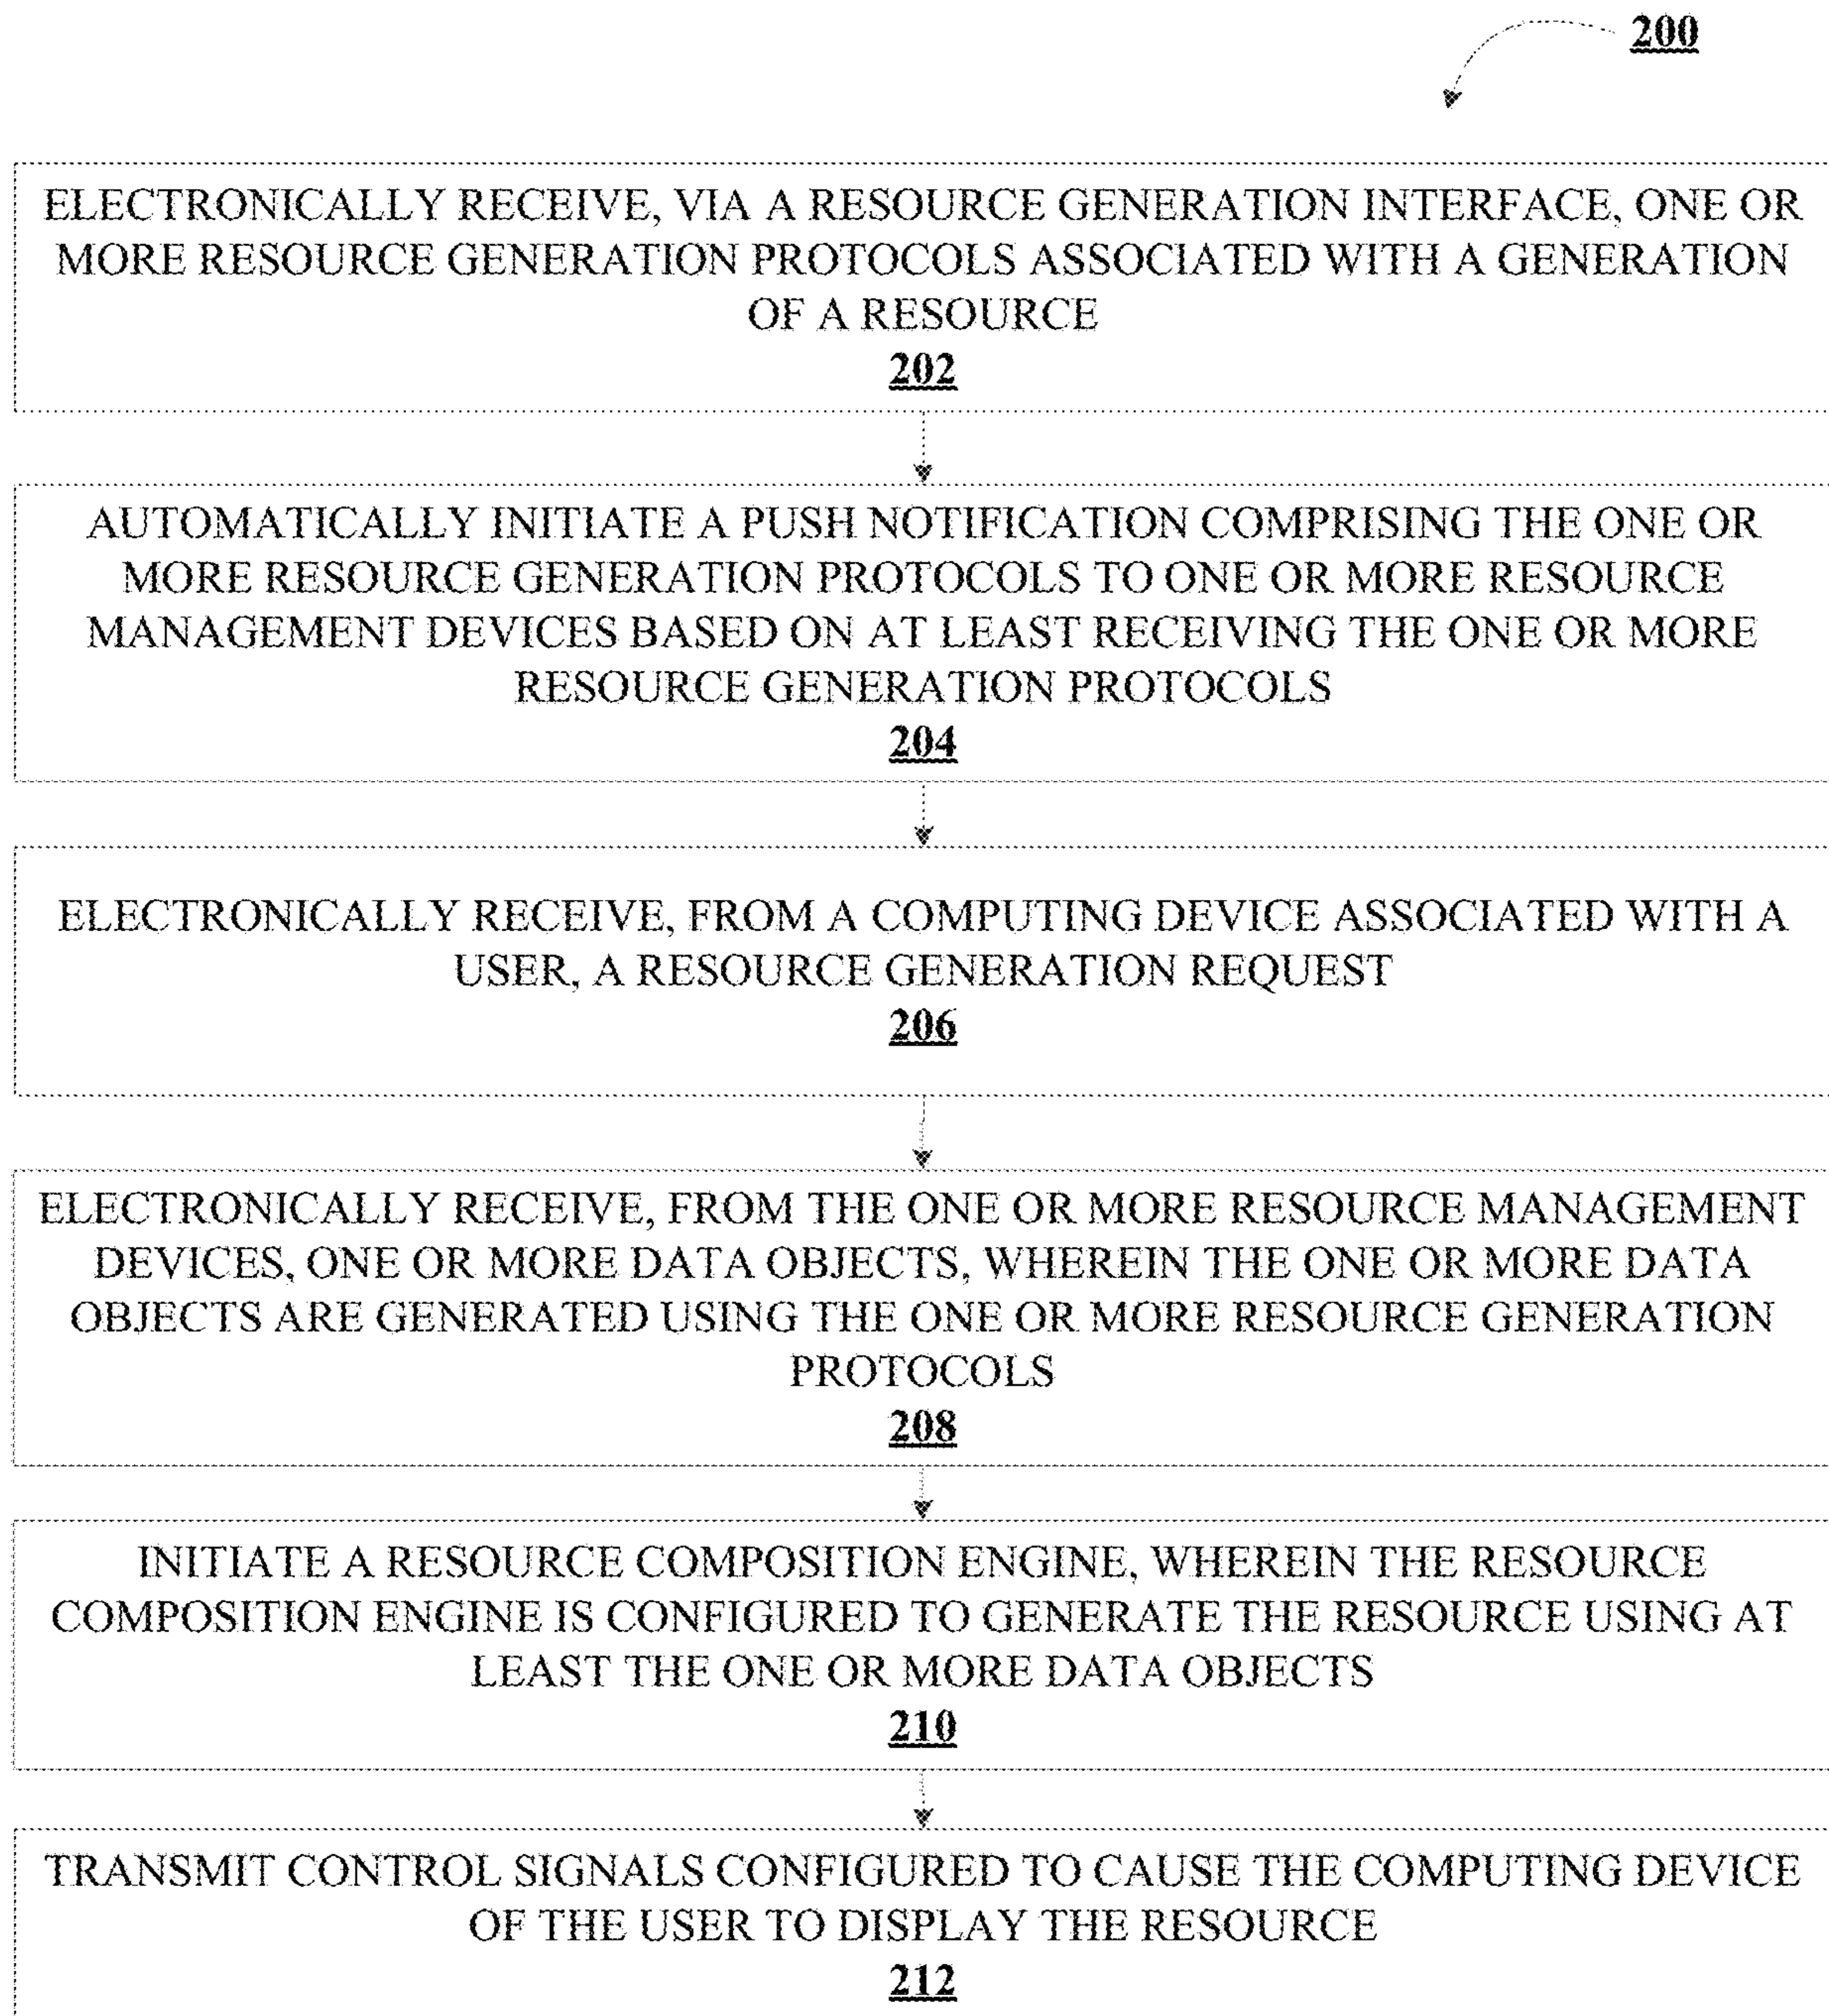 200
ELECTRONICALLY RECEIVE, VIA A RESOURCE GENERATION INTERFACE, ONE OR
MORE RESOURCE GENERATION PROTOCOLS ASSOCIATED WITH A GENERATION
OF A RESOURCE
202
AUTOMATICALLY INITIATE A PUSH NOTIFICATION COMPRISING THE ONE OR
MORE RESOURCE GENERATION PROTOCOLS TO ONE OR MORE RESOURCE
MANAGEMENT DEVICES BASED ON AT LEAST RECEIVING THE ONE OR MORE
RESOURCE GENERATION PROTOCOLS
204
ELECTRONICALLY RECEIVE, FROM A COMPUTING DEVICE ASSOCIATED WITH A
USER, A RESOURCE GENERATION REQUEST
206
ELECTRONICALLY RECEIVE, FROM THE ONE OR MORE RESOURCE MANAGEMENT
DEVICES, ONE OR MORE DATA OBJECTS, WHEREIN THE ONE OR MORE DATA
OBJECTS ARE GENERATED USING THE ONE OR MORE RESOURCE GENERATION
PROTOCOLS
208
INITIATE A RESOURCE COMPOSITION ENGINE, WHEREIN THE RESOURCE
COMPOSITION ENGINE IS CONFIGURED TO GENERATE THE RESOURCE USING AT
LEAST THE ONE OR MORE DATA OBJECTS
210
TRANSMIT CONTROL SIGNALS CONFIGURED TO CAUSE THE COMPUTING DEVICE
OF THE USER TO DISPLAY THE RESOURCE
212